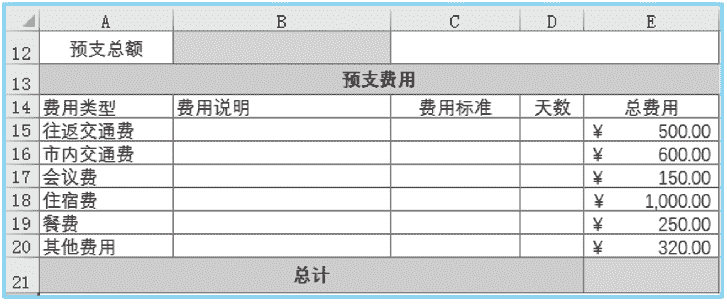 A B C D E
12 预支总额
13 预支费用
14 费用类型 费用说明 费用标准 天数 总费用
15 往返交通费 ¥ 500.00
16 市内交通费 ¥ 600.00
17 会议费 ¥ 150.00
18 住宿费 ¥ 1,000.00
19 餐费 ¥ 250.00
20 其他费用 ¥ 320.00
21 总计